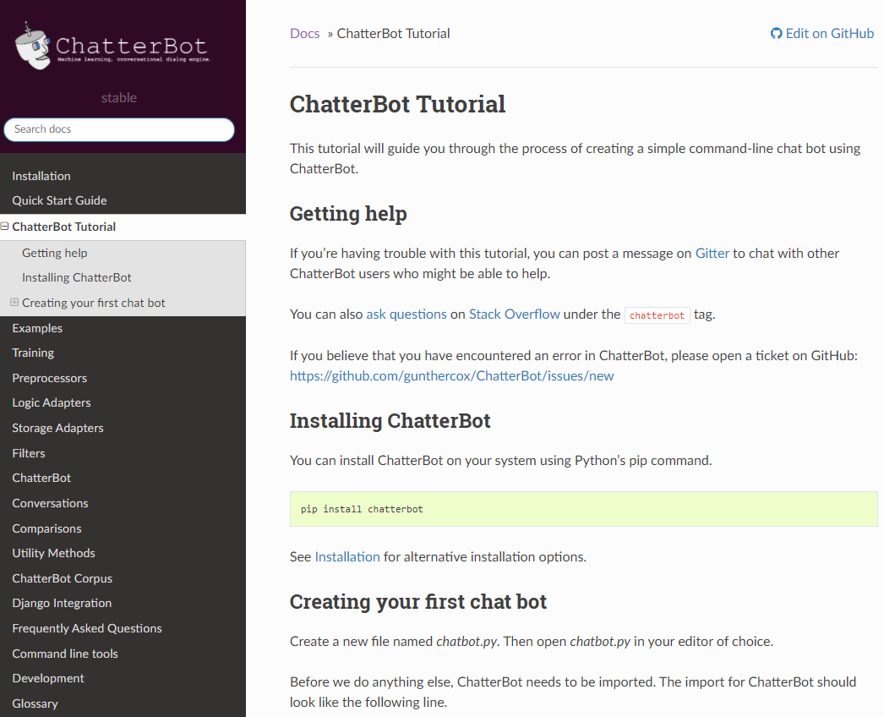 ChatterBot
Machine learning, conversational dialog engine.
stable
Search docs
Installation
Quick Start Guide
ChatterBot Tutorial
Getting help
Installing ChatterBot
Creating your first chat bot
Examples
Training
Preprocessors
Logic Adapters
Storage Adapters
Filters
ChatterBot
Conversations
Comparisons
Utility Methods
ChatterBot Corpus
Django Integration
Frequently Asked Questions
Command line tools
Development
Glossary
Docs » ChatterBot Tutorial
Edit on GitHub
ChatterBot Tutorial
This tutorial will guide you through the process of creating a simple command-line chat bot using
ChatterBot.
Getting help
If you’re having trouble with this tutorial, you can post a message on Gitter to chat with other
ChatterBot users who might be able to help.
You can also ask questions on Stack Overflow under the chatterbot tag.
If you believe that you have encountered an error in ChatterBot, please open a ticket on GitHub:
https://github.com/gunthercox/ChatterBot/issues/new
Installing ChatterBot
You can install ChatterBot on your system using Python’s pip command.
pip install chatterbot
See Installation for alternative installation options.
Creating your first chat bot
Create a new file named chatbot.py. Then open chatbot.py in your editor of choice.
Before we do anything else, ChatterBot needs to be imported. The import for ChatterBot should
look like the following line.